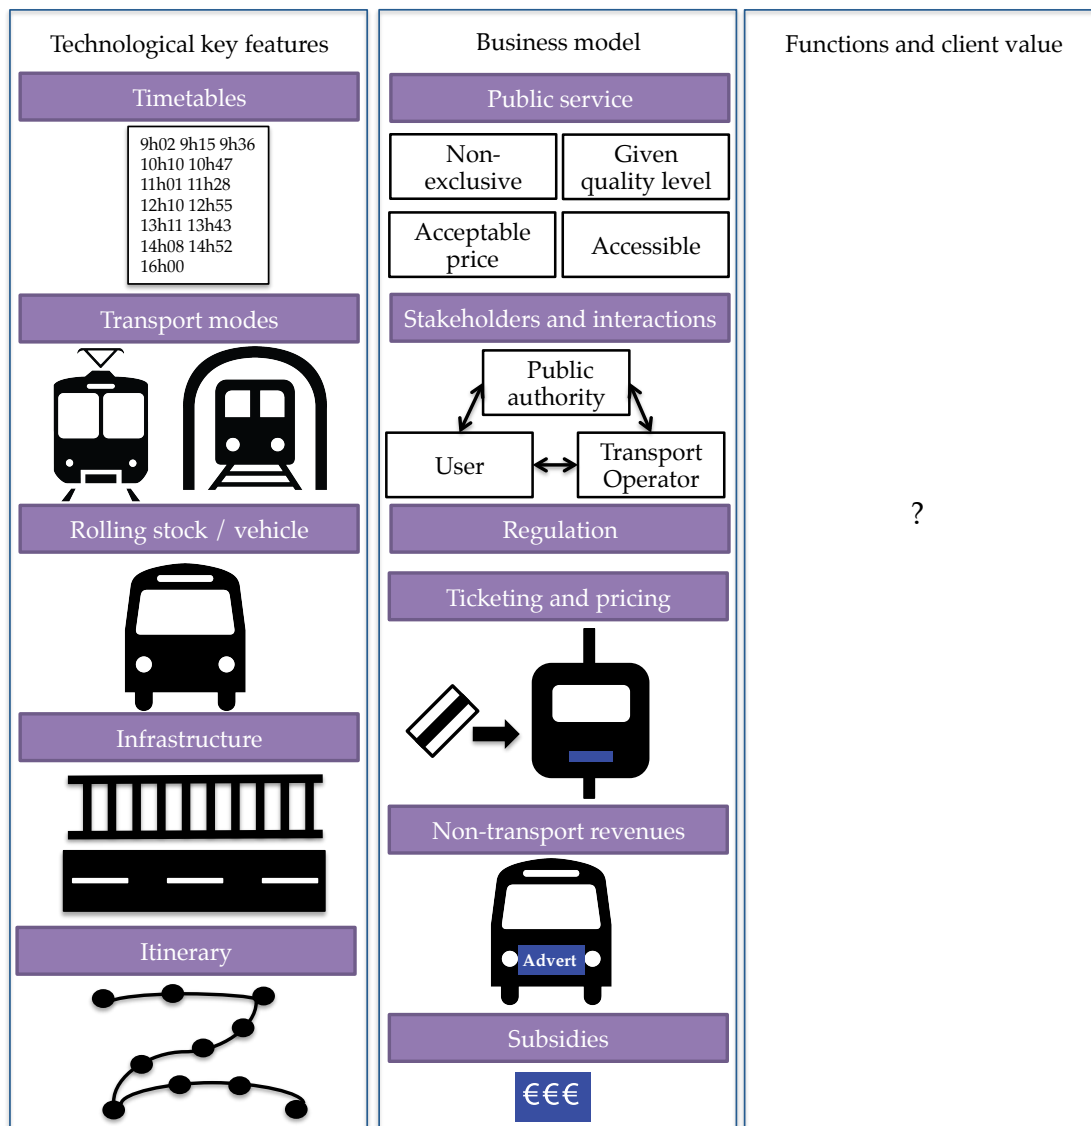 Technological key features
Timetables
9h02 9h15 9h36
10h10 10h47
11h01 11h28
12h10 12h55
13h11 13h43
14h08 14h52
16h00
Transport modes
Rolling stock / vehicle
Infrastructure
Itinerary
Business model
Public service
Non-
exclusive
Given
quality level
Acceptable
price
Accessible
Stakeholders and interactions
Public
authority
User
Transport
Operator
Regulation
Ticketing and pricing
Non-transport revenues
Advert
Subsidies
€€€
Functions and client value
?